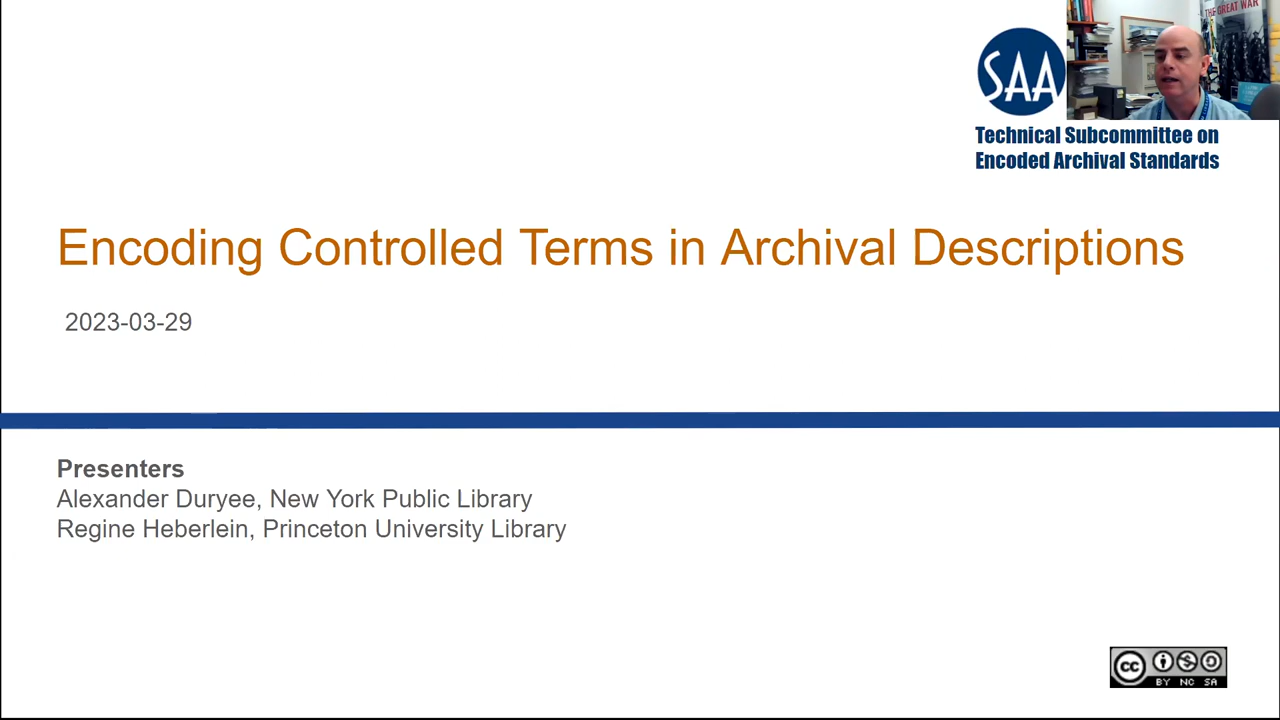 SAA
THE GREAT WAR
Technical Subcommittee on
Encoded Archival Standards
Encoding Controlled Terms in Archival Descriptions
2023-03-29
Presenters
Alexander Duryee, New York Public Library
Regine Heberlein, Princeton University Library
cc
BY NC SA